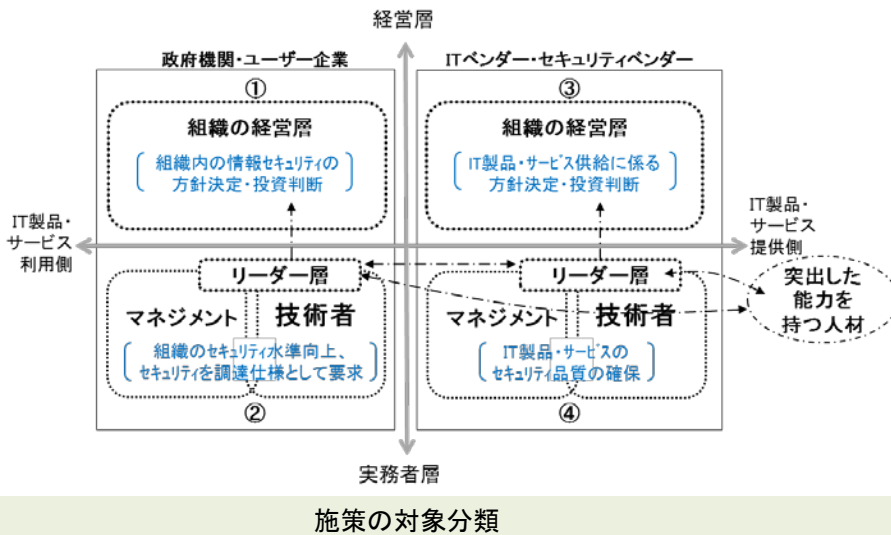 経営層
政府機関・ユーザー企業
ITベンダー・セキュリティベンダー
①
組織の経営層
組織内の情報セキュリティの
方針決定・投資判断
③
組織の経営層
IT製品・サービス供給に係る
方針決定・投資判断
IT製品・
サービス
利用側
IT製品・
サービス
提供側
リーダー層
マネジメント 技術者
組織のセキュリティ水準向上、
セキュリティを調達仕様として要求
②
リーダー層
マネジメント 技術者
IT製品・サービスの
セキュリティ品質の確保
④
突出した
能力を
持つ人材
実務者層
施策の対象分類